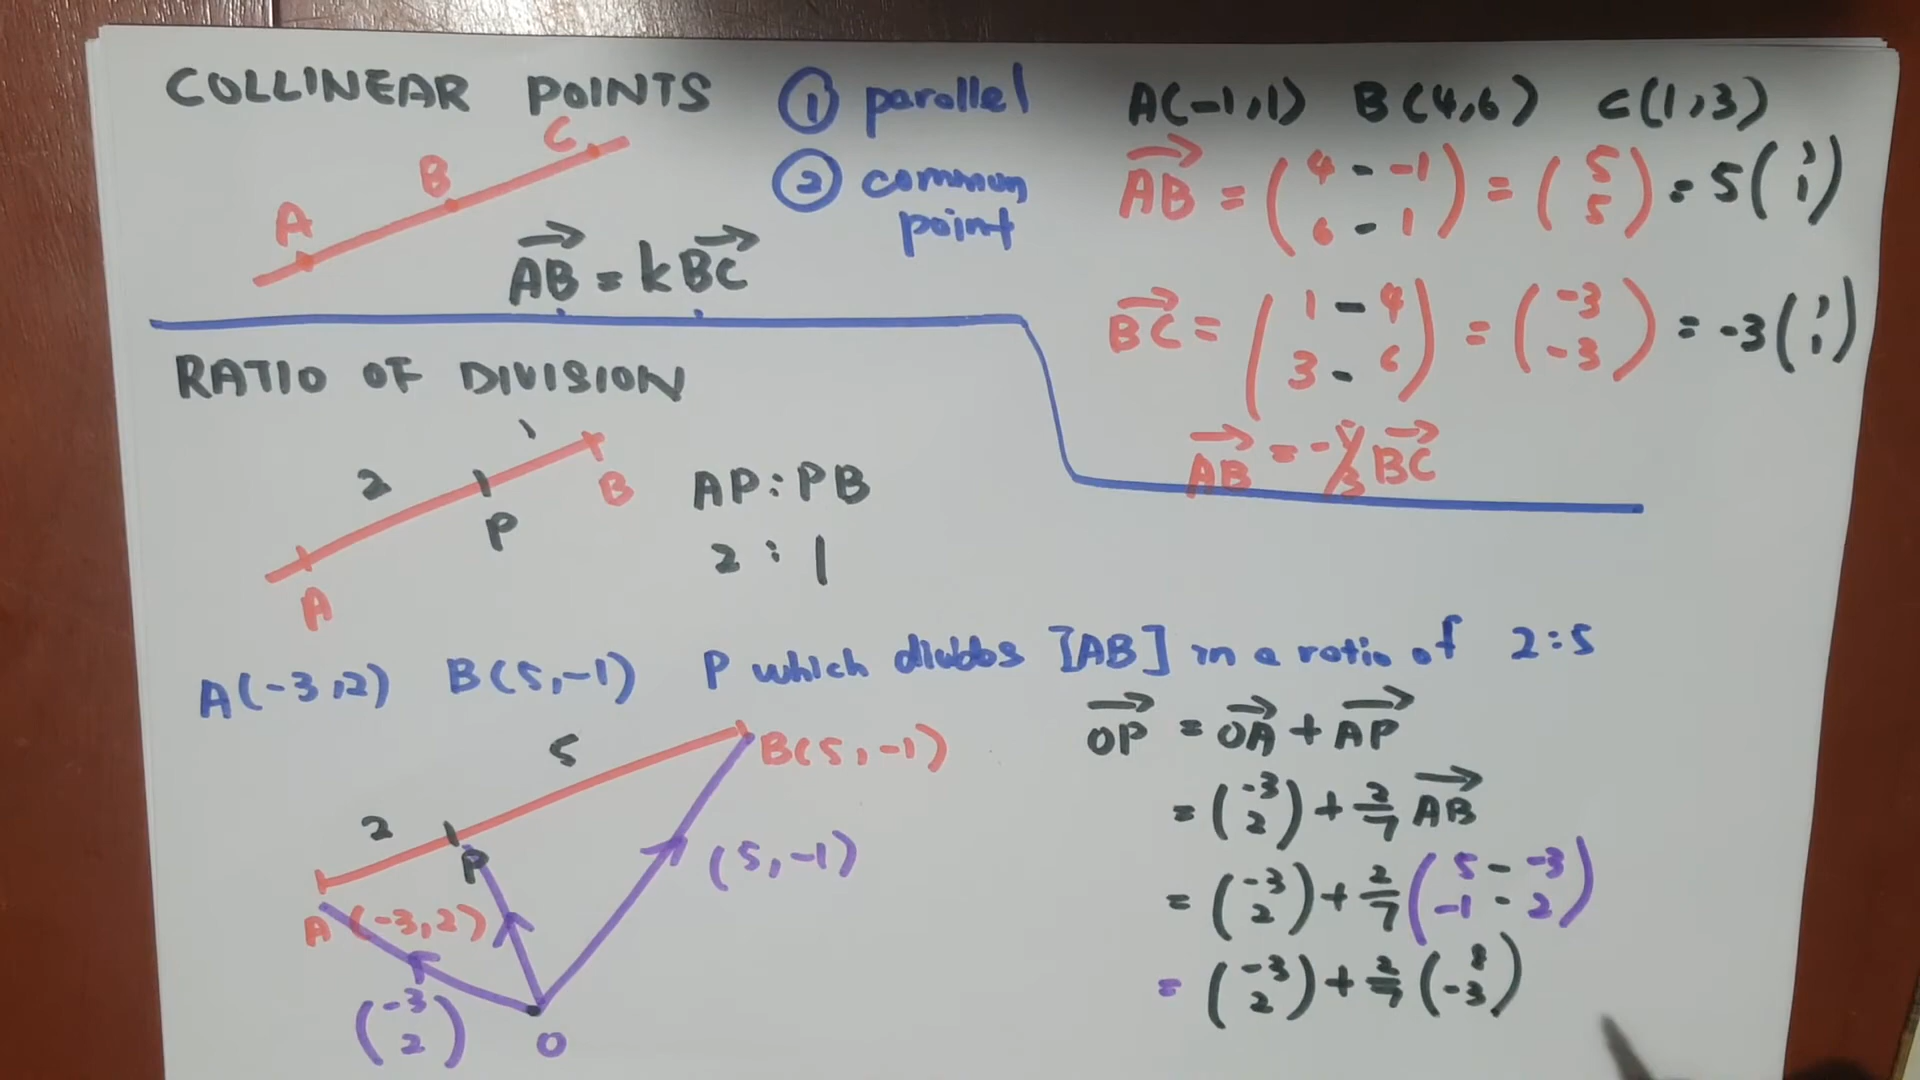 COLLINEAR POINTS
① parallel
② common point
A B C
AB = kBC
A(-1,1) B(4,6) C(1,3)
AB = (4 - -1, 6 - 1) = (5, 5) = 5(1, 1)
BC = (1 - 4, 3 - 6) = (-3, -3) = -3(1, 1)
AB = -5/3 BC
RATIO OF DIVISION
2 1
A P B
AP : PB
2 : 1
A(-3,2) B(5,-1) P which divides [AB] in a ratio of 2:5
5
2
B(5,-1)
P
A(-3,2)
(5,-1)
(-3, 2)
O
OP = OA + AP
= (-3, 2) + 2/7 AB
= (-3, 2) + 2/7 (5 - -3, -1 - 2)
= (-3, 2) + 2/7 (8, -3)